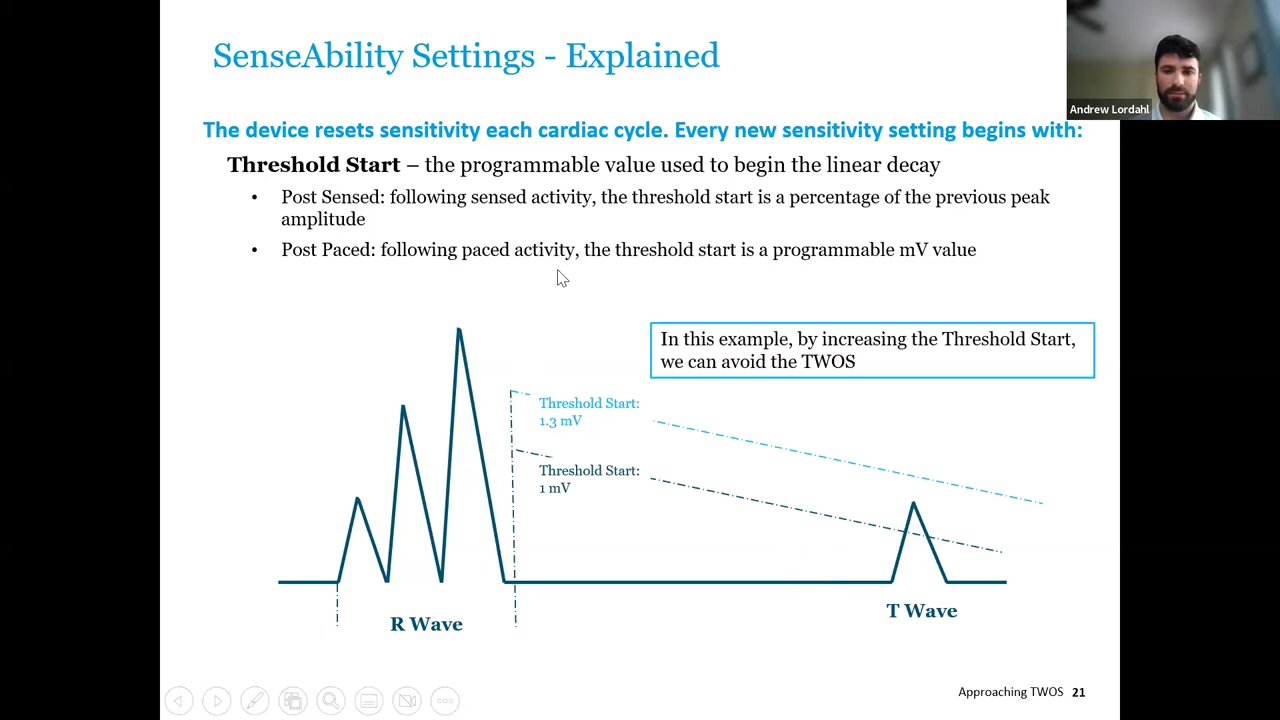 SenseAbility Settings - Explained
Andrew Lordahl
The device resets sensitivity each cardiac cycle. Every new sensitivity setting begins with:
Threshold Start – the programmable value used to begin the linear decay
• Post Sensed: following sensed activity, the threshold start is a percentage of the previous peak
amplitude
• Post Paced: following paced activity, the threshold start is a programmable mV value
In this example, by increasing the Threshold Start,
we can avoid the TWOS
Threshold Start:
1.3 mV
Threshold Start:
1 mV
R Wave
T Wave
Approaching TWOS 21